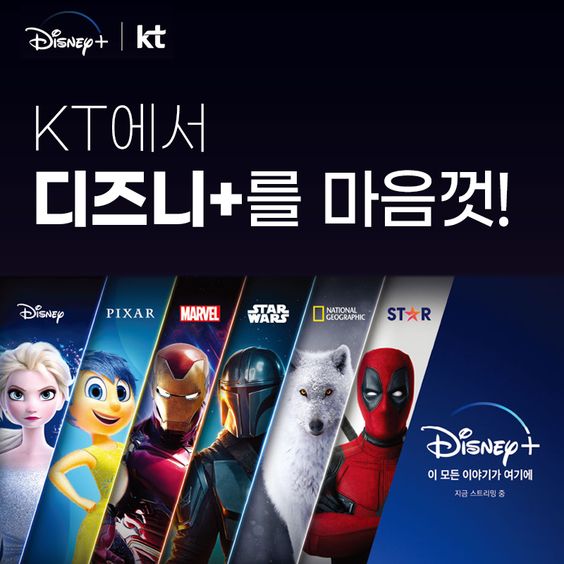 Disney+ | kt
KT에서
디즈니+를 마음껏!
Disney
PIXAR
MARVEL
STAR WARS
NATIONAL GEOGRAPHIC
STAR
Disney+
이 모든 이야기가 여기에
지금 스트리밍 중